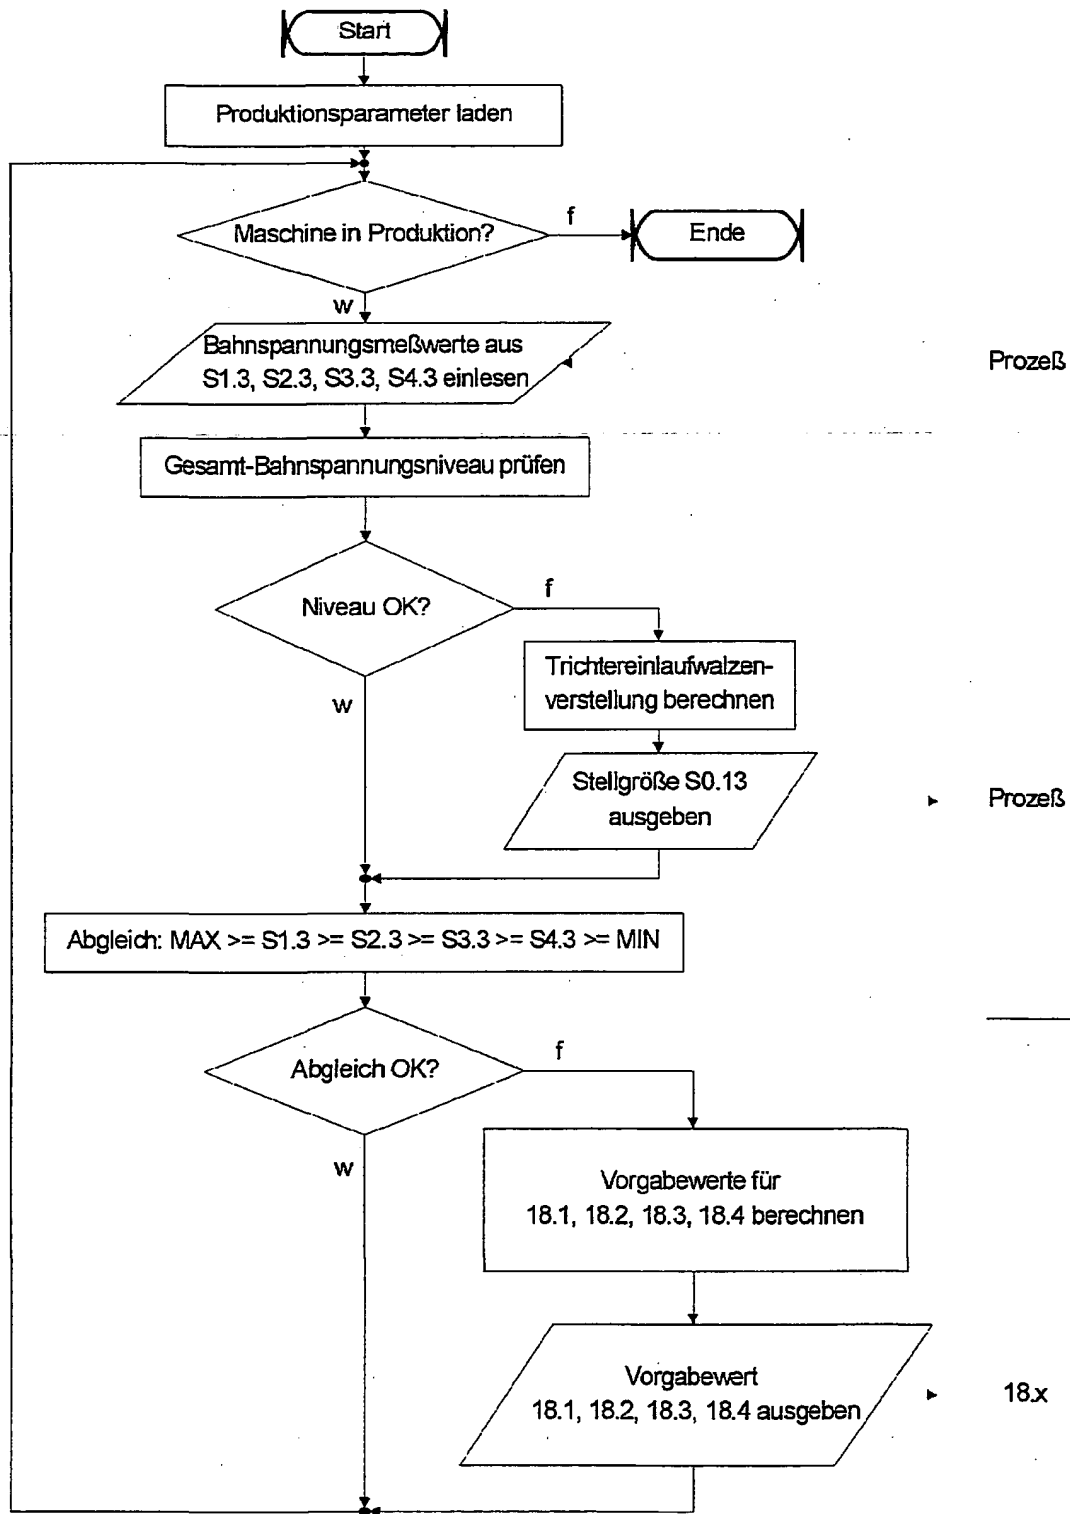 Start
Produktionsparameter laden
Maschine in Produktion?
f
Ende
w
Bahnspannungsmeßwerte aus
S1.3, S2.3, S3.3, S4.3 einlesen
Prozeß
Gesamt-Bahnspannungsniveau prüfen
Niveau OK?
f
w
Trichtereinlaufwalzen-
verstellung berechnen
Stellgröße S0.13
ausgeben
Prozeß
Abgleich: MAX >= S1.3 >= S2.3 >= S3.3 >= S4.3 >= MIN
Abgleich OK?
f
w
Vorgabewerte für
18.1, 18.2, 18.3, 18.4 berechnen
Vorgabewert
18.1, 18.2, 18.3, 18.4 ausgeben
18.x